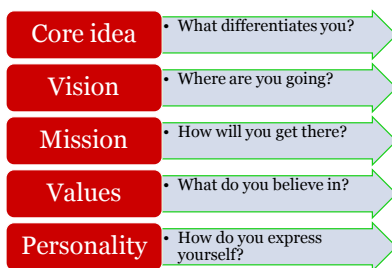 Core idea
• What differentiates you?
Vision
• Where are you going?
Mission
• How will you get there?
Values
• What do you believe in?
Personality
• How do you express
yourself?